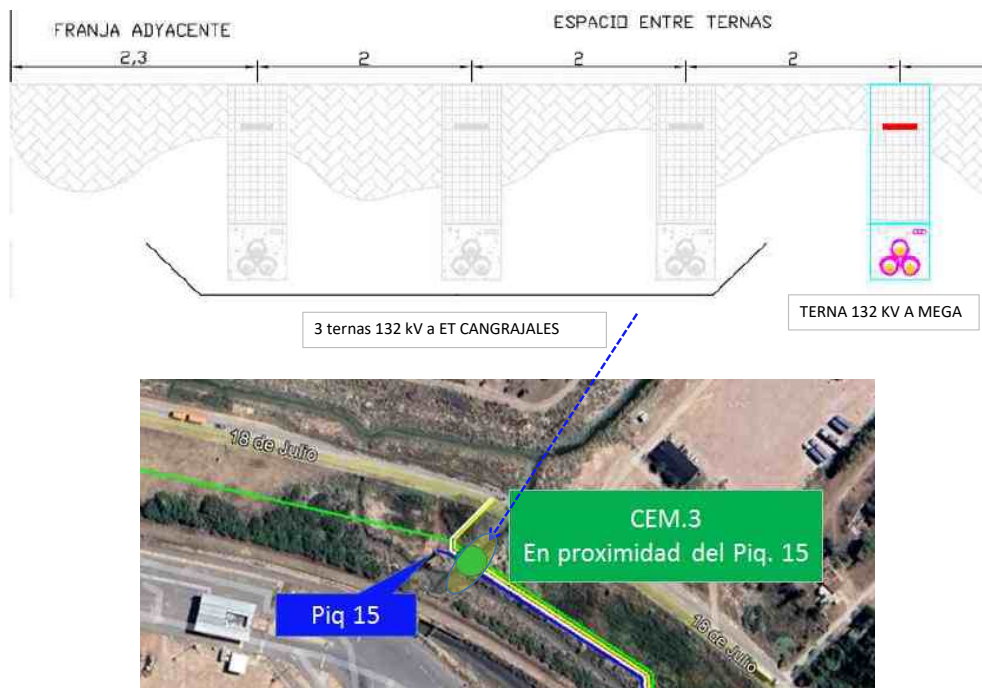 FRANJA ADYACENTE
ESPACIO ENTRE TERNAS
2,3
2
2
2
3 ternas 132 kV a ET CANGRAJALES
TERNA 132 KV A MEGA
18 de Julio
CEM.3
En proximidad del Piq. 15
Piq 15
18 de Julio